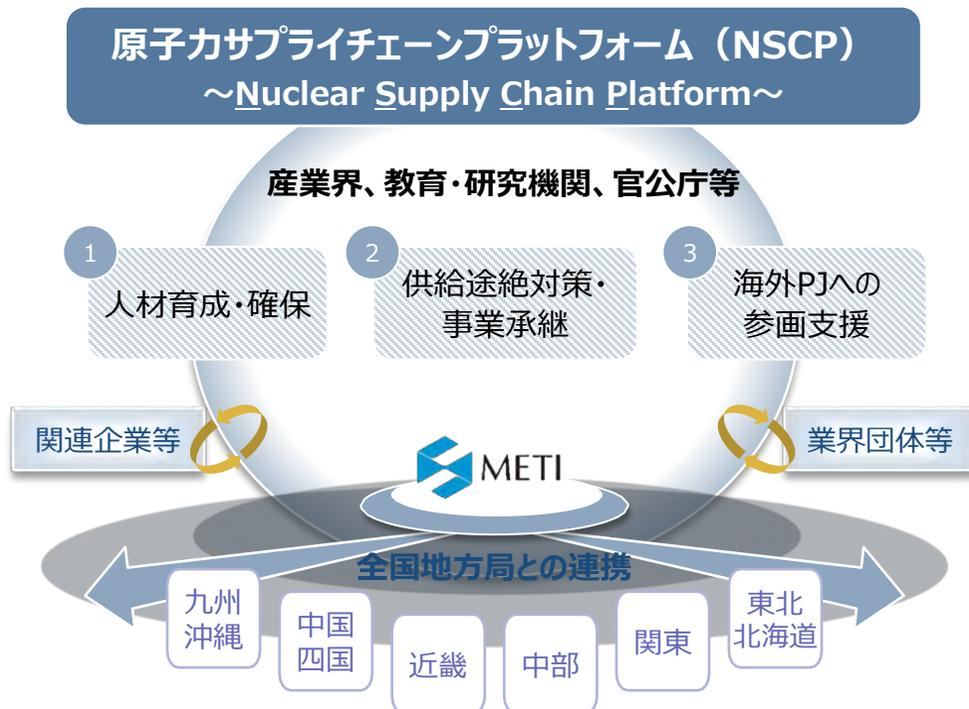 原子力サプライチェーンプラットフォーム（NSCP）
～Nuclear Supply Chain Platform～
産業界、教育・研究機関、官公庁等
1
人材育成・確保
2
供給途絶対策・
事業承継
3
海外PJへの
参画支援
関連企業等
業界団体等
METI
全国地方局との連携
九州
沖縄
中国
四国
近畿
中部
関東
東北
北海道